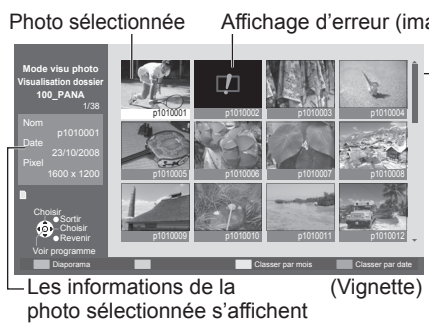 Photo sélectionnée Affichage d'erreur (ima
Mode visu photo
Visualisation dossier
100_PANA
1/38
Nom
p1010001
Date
23/10/2008
Pixel
1600 x 1200
Choisir
Sortir
Choisir
Revenir
Voir programme
p1010001 p1010002 p1010003 p1010004
p1010005 p1010006 p1010007 p1010008
p1010009 p1010010 p1010011 p1010012
Diaporama Classer par mois Classer par date
Les informations de la (Vignette)
photo sélectionnée s'affichent